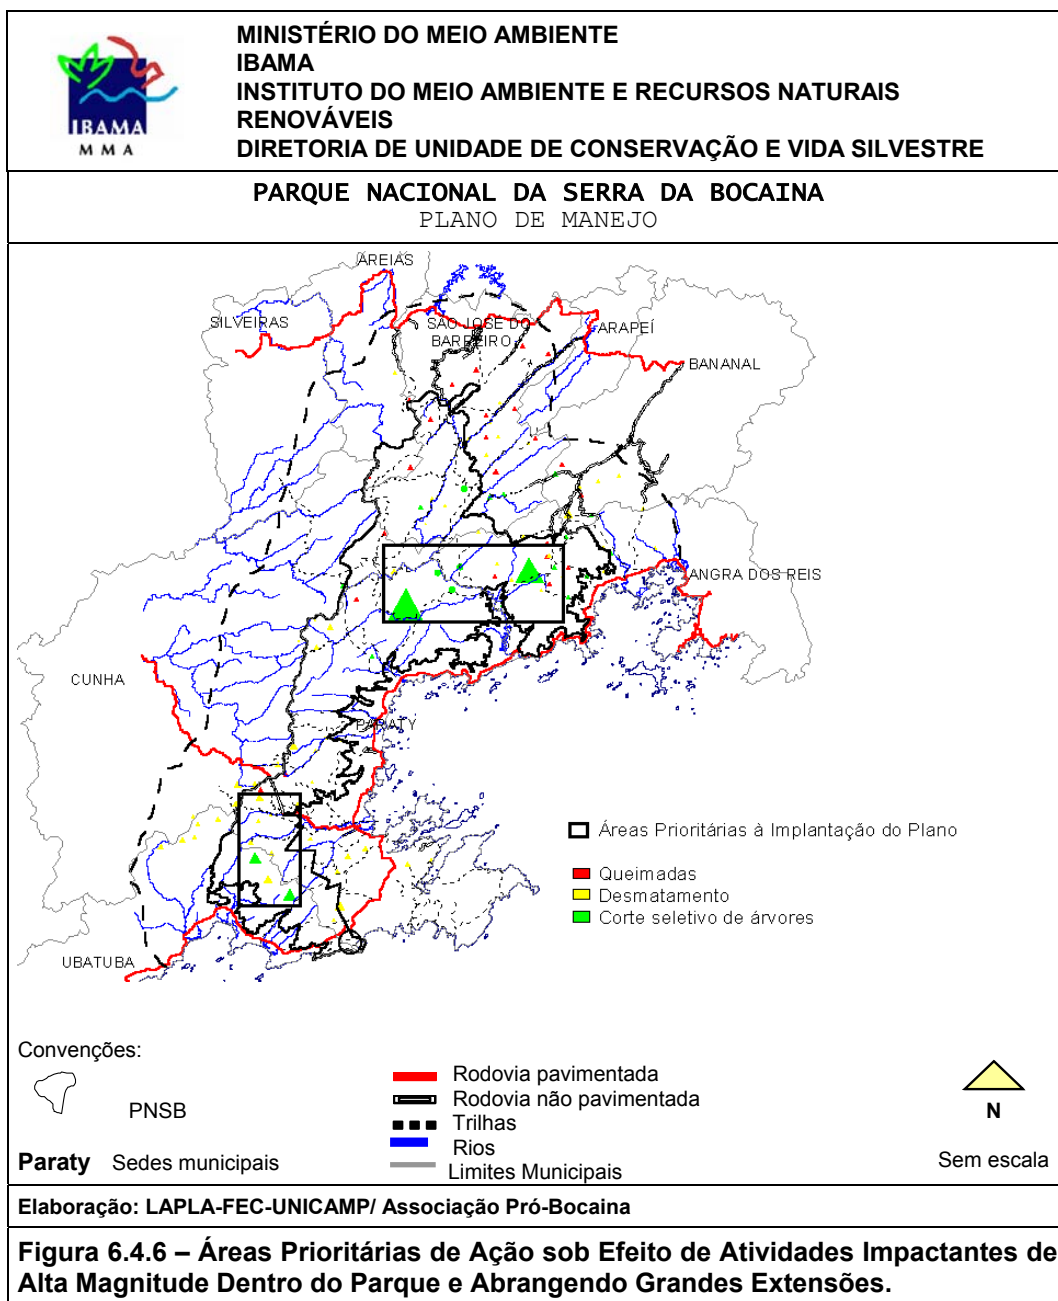 IBAMA
M M A
MINISTÉRIO DO MEIO AMBIENTE
IBAMA
INSTITUTO DO MEIO AMBIENTE E RECURSOS NATURAIS
RENOVÁVEIS
DIRETORIA DE UNIDADE DE CONSERVAÇÃO E VIDA SILVESTRE
PARQUE NACIONAL DA SERRA DA BOCAINA
PLANO DE MANEJO
AREIAS
SILVEIRAS
SAO JOSE DO
BARREIRO
ARAPEÍ
BANANAL
ANGRA DOS REIS
CUNHA
PARATY
UBATUBA
Áreas Prioritárias à Implantação do Plano
Queimadas
Desmatamento
Corte seletivo de árvores
Convenções:
PNSB
Paraty Sedes municipais
Rodovia pavimentada
Rodovia não pavimentada
Trilhas
Rios
Limites Municipais
N
Sem escala
Elaboração: LAPLA-FEC-UNICAMP/ Associação Pró-Bocaina
Figura 6.4.6 – Áreas Prioritárias de Ação sob Efeito de Atividades Impactantes de
Alta Magnitude Dentro do Parque e Abrangendo Grandes Extensões.